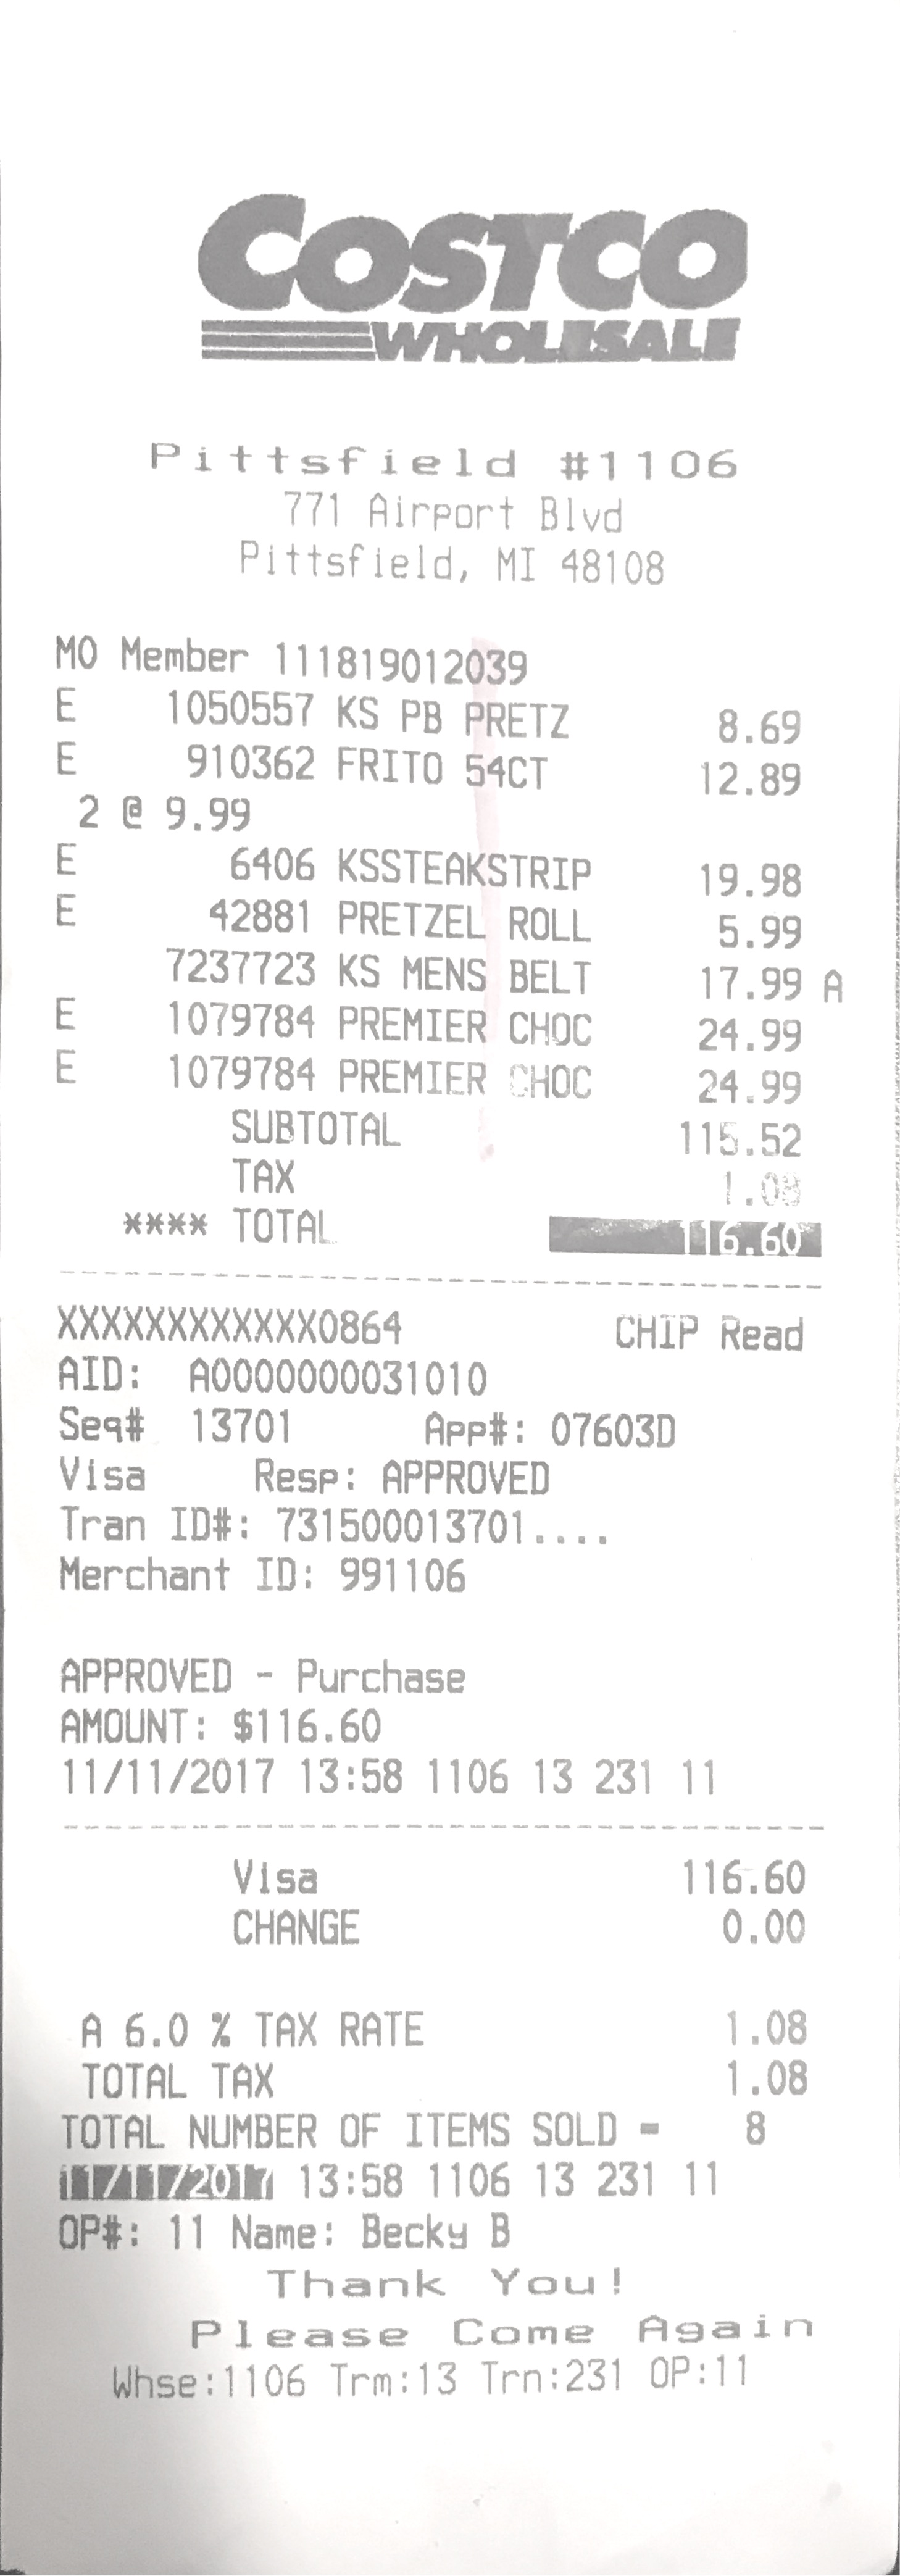 COSTCO
WHOLESALE
Pittsfield #1106
771 Airport Blvd
Pittsfield, MI 48108
MO Member 111819012039
E 1050557 KS PB PRETZ 8.69
E 910362 FRITO 54CT 12.89
2 @ 9.99
E 6406 KSSTEAKSTRIP 19.98
E 42881 PRETZEL ROLL 5.99
7237723 KS MENS BELT 17.99 A
E 1079784 PREMIER CHOC 24.99
E 1079784 PREMIER CHOC 24.99
SUBTOTAL 115.52
TAX 1.08
**** TOTAL 116.60
XXXXXXXXXXXX0864 CHIP Read
AID: A0000000031010
Seq# 13701 App#: 07603D
Visa Resp: APPROVED
Tran ID#: 731500013701....
Merchant ID: 991106
APPROVED - Purchase
AMOUNT: $116.60
11/11/2017 13:58 1106 13 231 11
Visa 116.60
CHANGE 0.00
A 6.0 % TAX RATE 1.08
TOTAL TAX 1.08
TOTAL NUMBER OF ITEMS SOLD = 8
11/11/2017 13:58 1106 13 231 11
OP#: 11 Name: Becky B
Thank You!
Please Come Again
Whse:1106 Trm:13 Trn:231 OP:11